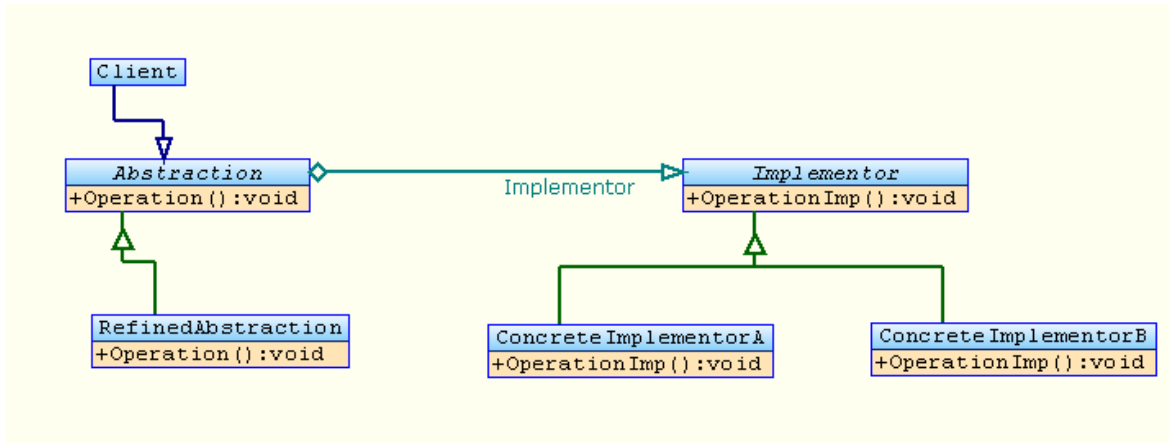 Client
Abstraction
+Operation():void
Implementor
Implementor
+OperationImp():void
RefinedAbstraction
+Operation():void
ConcreteImplementorA
+OperationImp():void
ConcreteImplementorB
+OperationImp():void